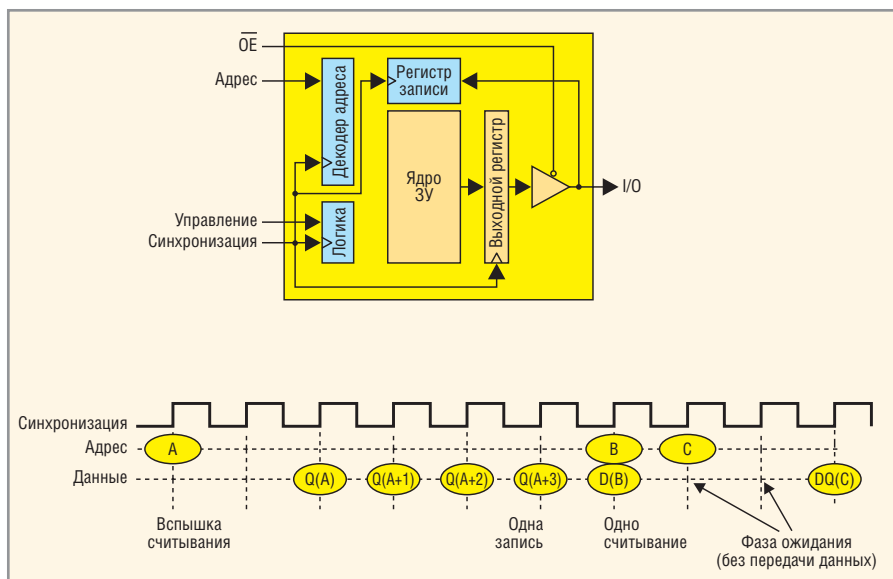 OE
Адрес
Декодер адреса
Регистр
записи
Ядро
ЗУ
Выходной регистр
I/O
Управление
Синхронизация
Логика
Синхронизация
Адрес
A
B
C
Данные
Q(A)
Q(A+1)
Q(A+2)
Q(A+3)
D(B)
DQ(C)
Вспышка
считывания
Одна
запись
Одно
считывание
Фаза ожидания
(без передачи данных)